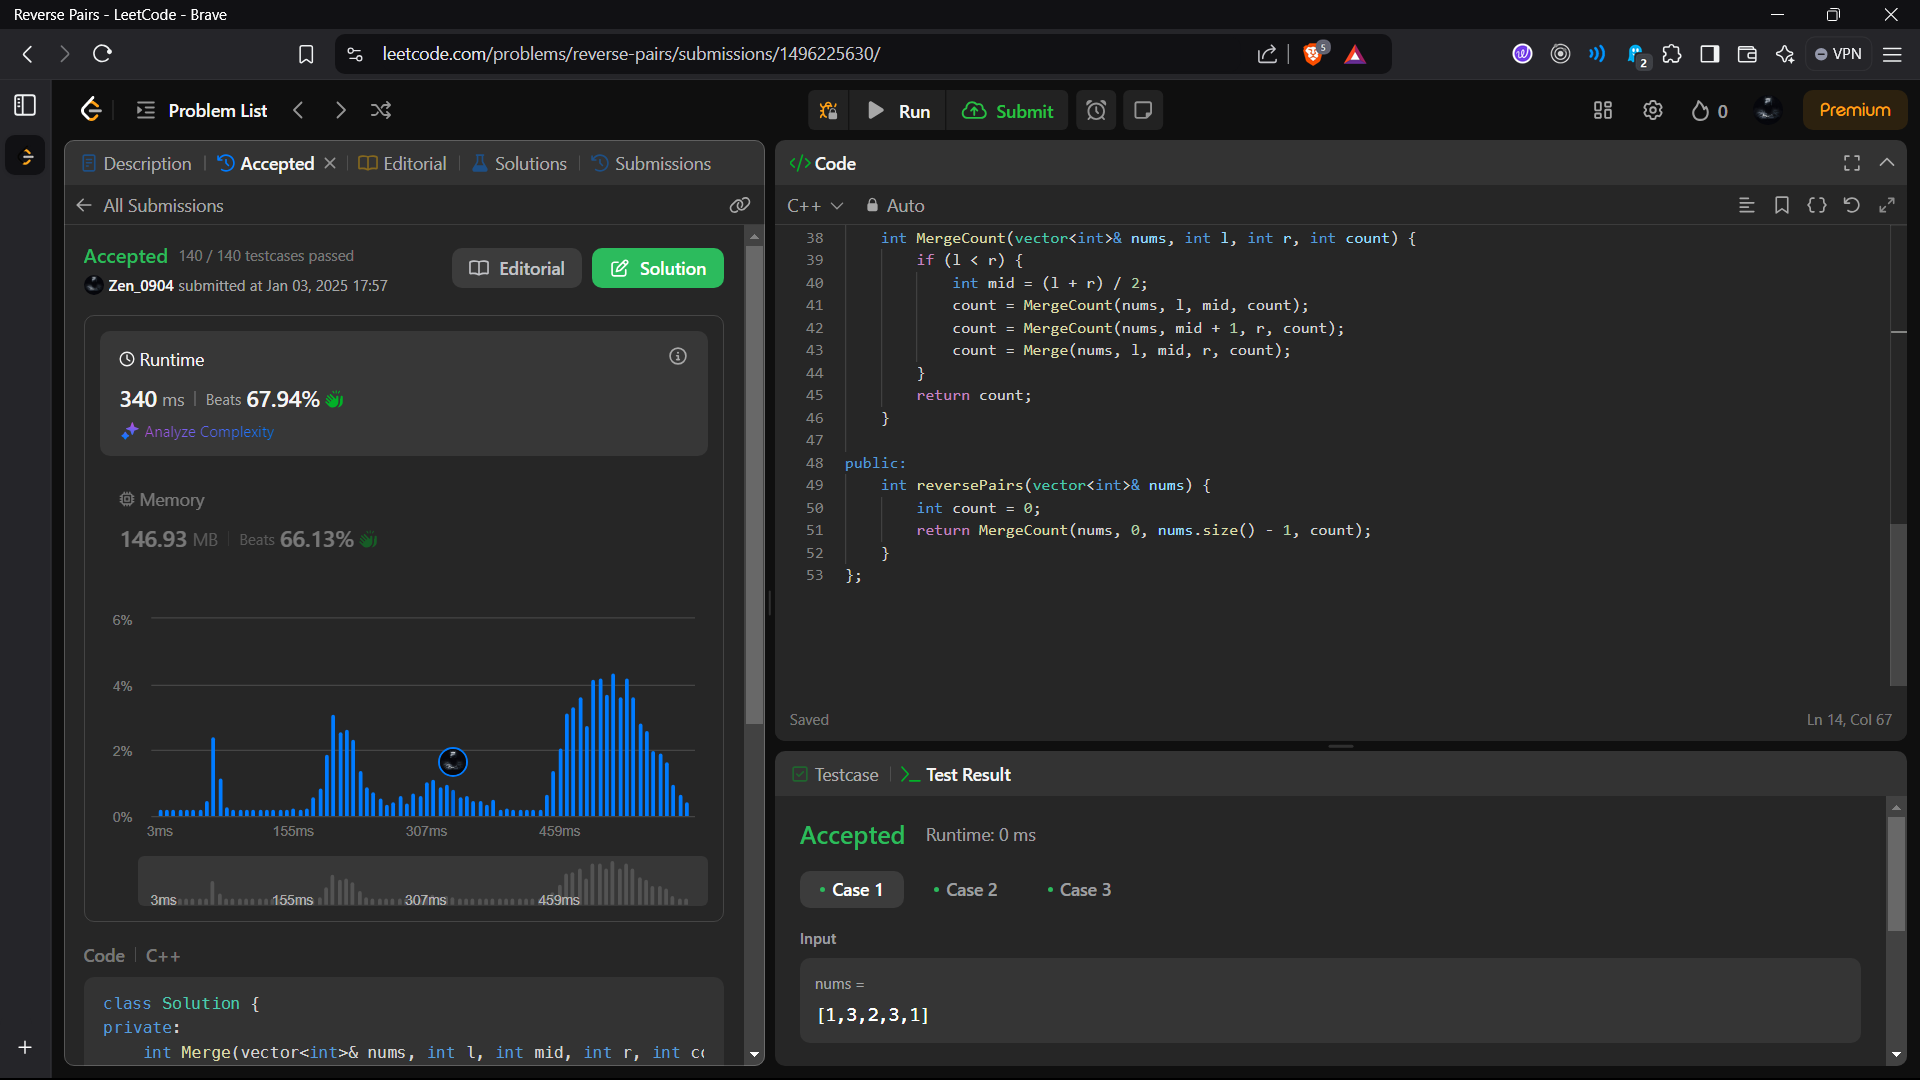 Reverse Pairs - LeetCode - Brave
leetcode.com/problems/reverse-pairs/submissions/1496225630/
5
2
VPN
Problem List
Run
Submit
0
Premium
Description
Accepted
Editorial
Solutions
Submissions
All Submissions
Accepted 140 / 140 testcases passed
Zen_0904 submitted at Jan 03, 2025 17:57
Editorial
Solution
Runtime
340 ms Beats 67.94%
Analyze Complexity
Memory
146.93 MB Beats 66.13%
6%
4%
2%
0%
3ms 155ms 307ms 459ms
3ms 155ms 307ms 459ms
Code C++
class Solution {
private:
int Merge(vector<int>& nums, int l, int mid, int r, int
</> Code
C++ Auto
38 int MergeCount(vector<int>& nums, int l, int r, int count) {
39 if (l < r) {
40 int mid = (l + r) / 2;
41 count = MergeCount(nums, l, mid, count);
42 count = MergeCount(nums, mid + 1, r, count);
43 count = Merge(nums, l, mid, r, count);
44 }
45 return count;
46 }
47
48 public:
49 int reversePairs(vector<int>& nums) {
50 int count = 0;
51 return MergeCount(nums, 0, nums.size() - 1, count);
52 }
53 };
Saved
Ln 14, Col 67
Testcase
Test Result
Accepted Runtime: 0 ms
Case 1
Case 2
Case 3
Input
nums =
[1,3,2,3,1]